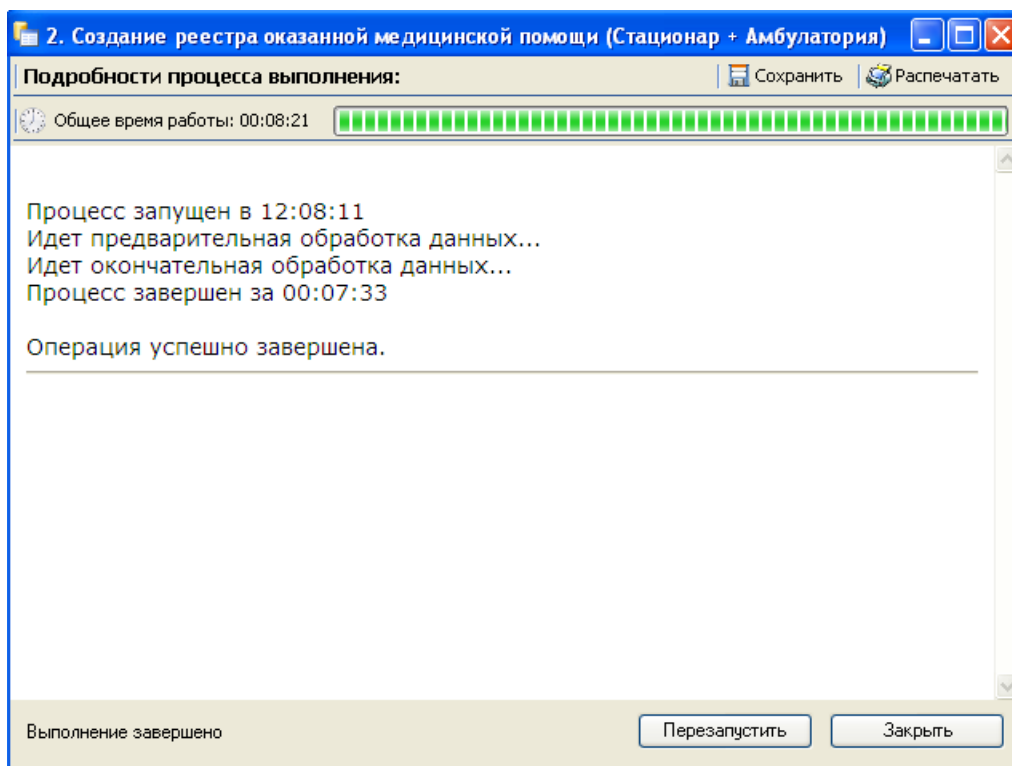 2. Создание реестра оказанной медицинской помощи (Стационар + Амбулатория)
Подробности процесса выполнения:
Сохранить
Распечатать
Общее время работы: 00:08:21
Процесс запущен в 12:08:11
Идет предварительная обработка данных...
Идет окончательная обработка данных...
Процесс завершен за 00:07:33
Операция успешно завершена.
Выполнение завершено
Перезапустить
Закрыть